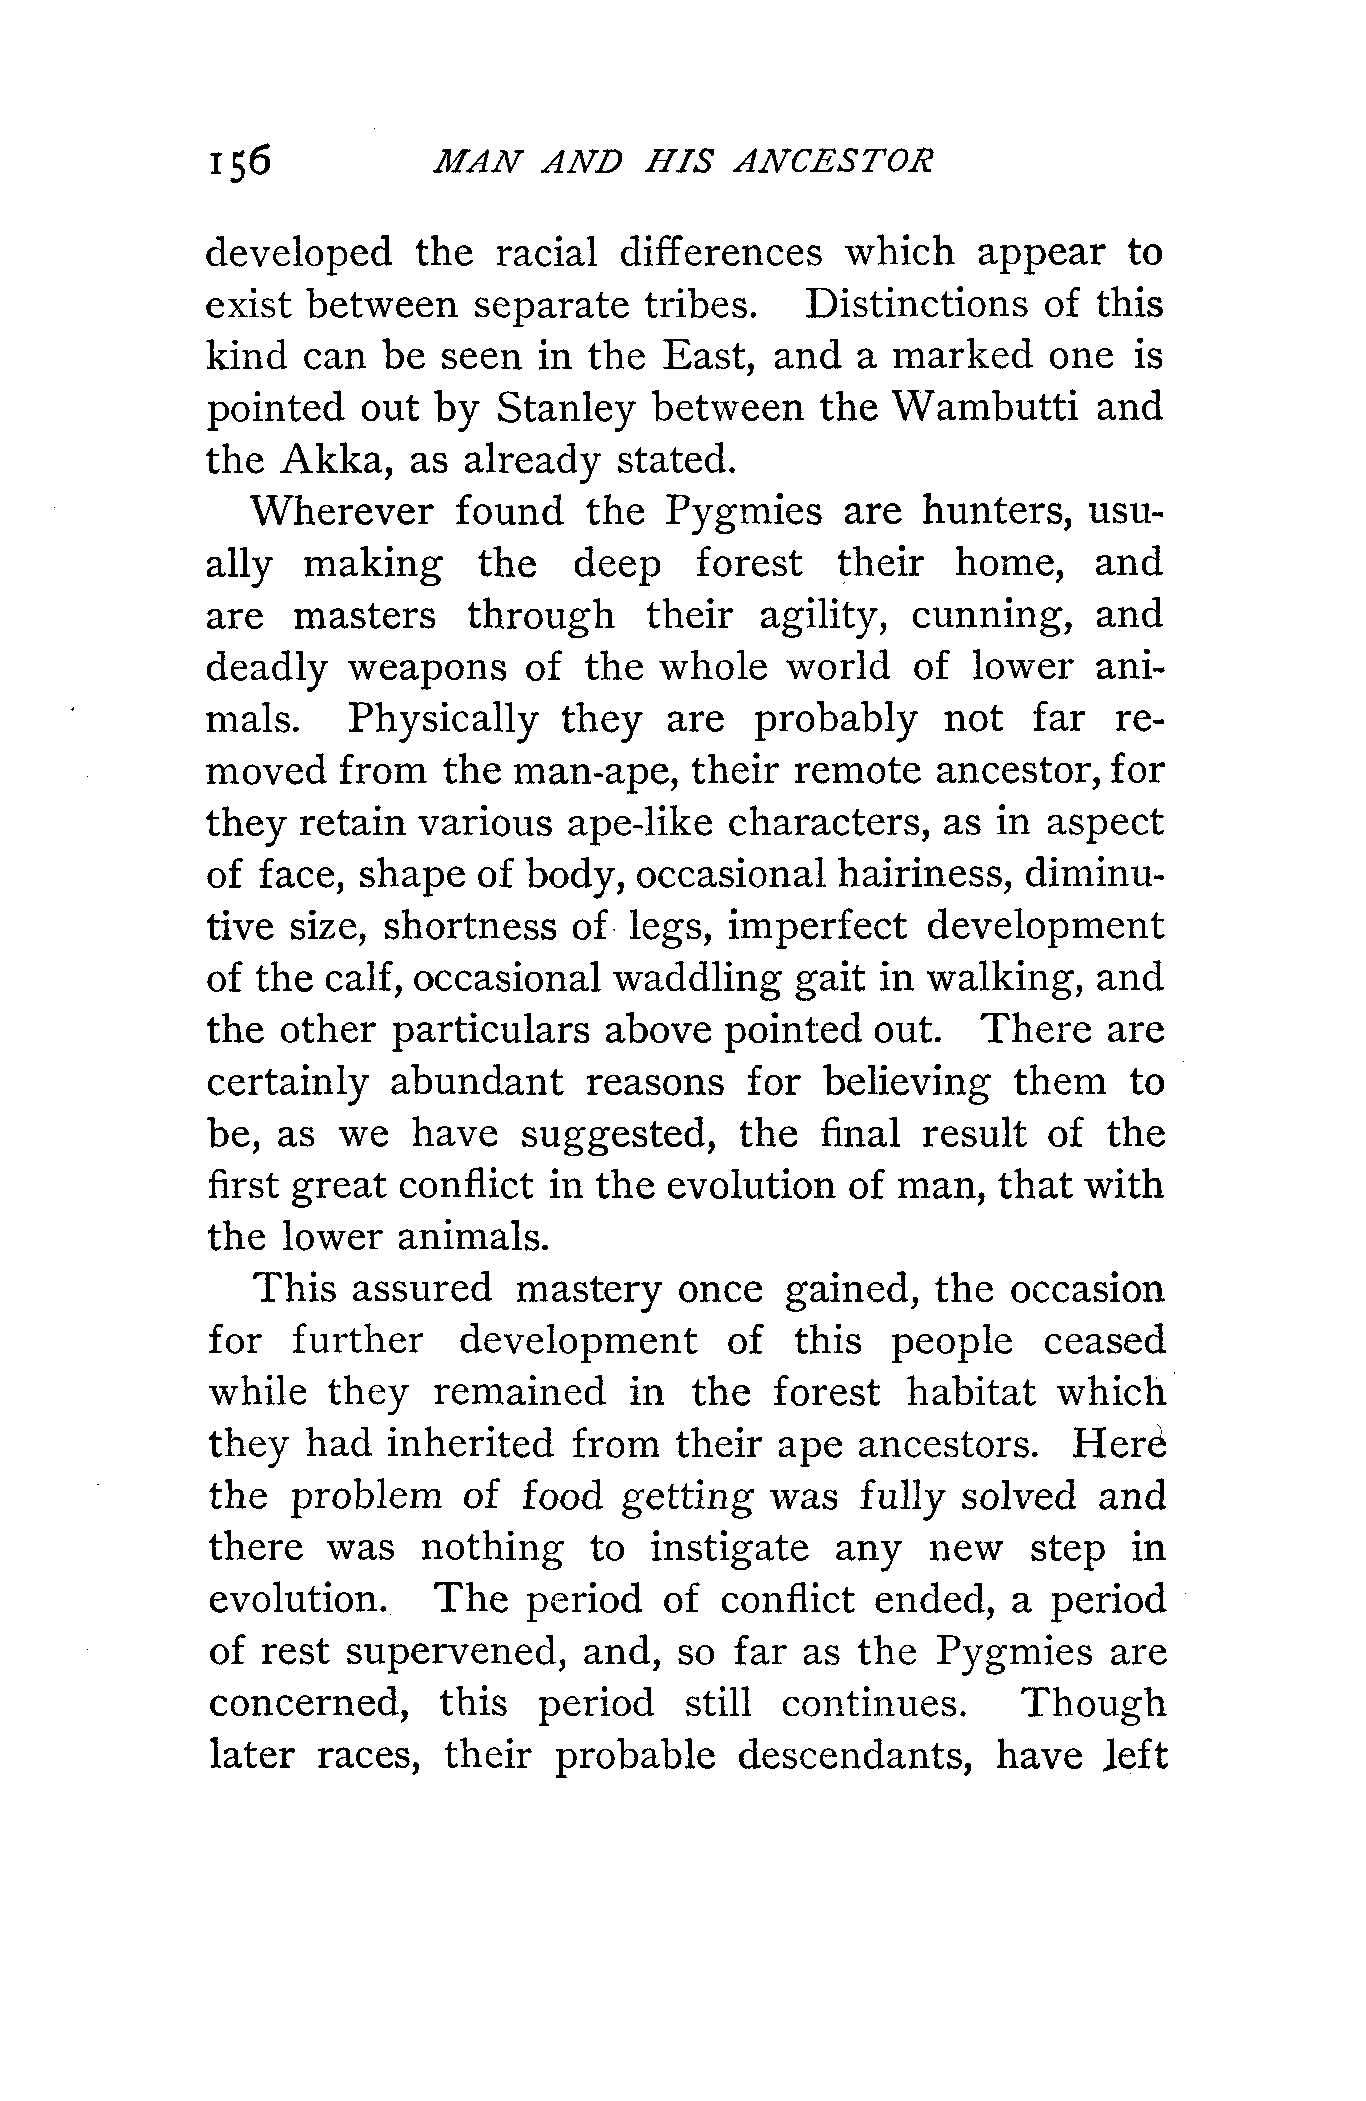 156 MAN AND HIS ANCESTOR
developed the racial differences which appear to
exist between separate tribes. Distinctions of this
kind can be seen in the East, and a marked one is
pointed out by Stanley between the Wambutti and
the Akka, as already stated.
Wherever found the Pygmies are hunters, usu-
ally making the deep forest their home, and
are masters through their agility, cunning, and
deadly weapons of the whole world of lower ani-
mals. Physically they are probably not far re-
moved from the man-ape, their remote ancestor, for
they retain various ape-like characters, as in aspect
of face, shape of body, occasional hairiness, diminu-
tive size, shortness of legs, imperfect development
of the calf, occasional waddling gait in walking, and
the other particulars above pointed out. There are
certainly abundant reasons for believing them to
be, as we have suggested, the final result of the
first great conflict in the evolution of man, that with
the lower animals.
This assured mastery once gained, the occasion
for further development of this people ceased
while they remained in the forest habitat which
they had inherited from their ape ancestors. Here
the problem of food getting was fully solved and
there was nothing to instigate any new step in
evolution. The period of conflict ended, a period
of rest supervened, and, so far as the Pygmies are
concerned, this period still continues. Though
later races, their probable descendants, have left